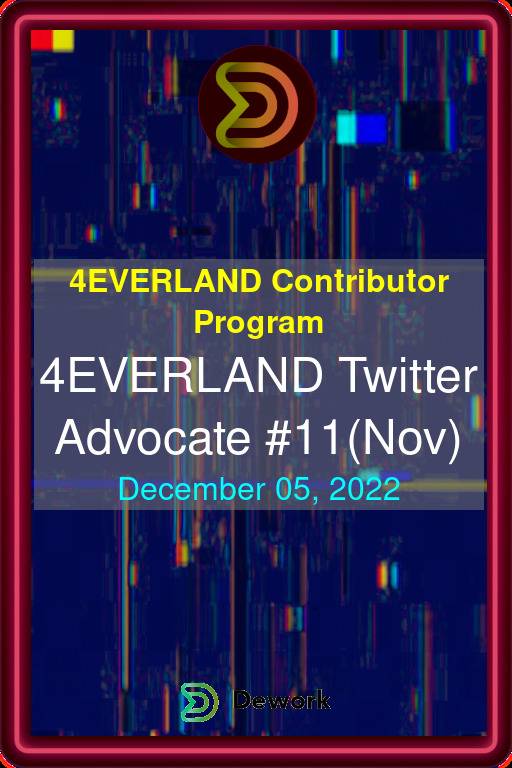 4EVERLAND Contributor
Program
4EVERLAND Twitter
Advocate #11(Nov)
December 05, 2022
Dework